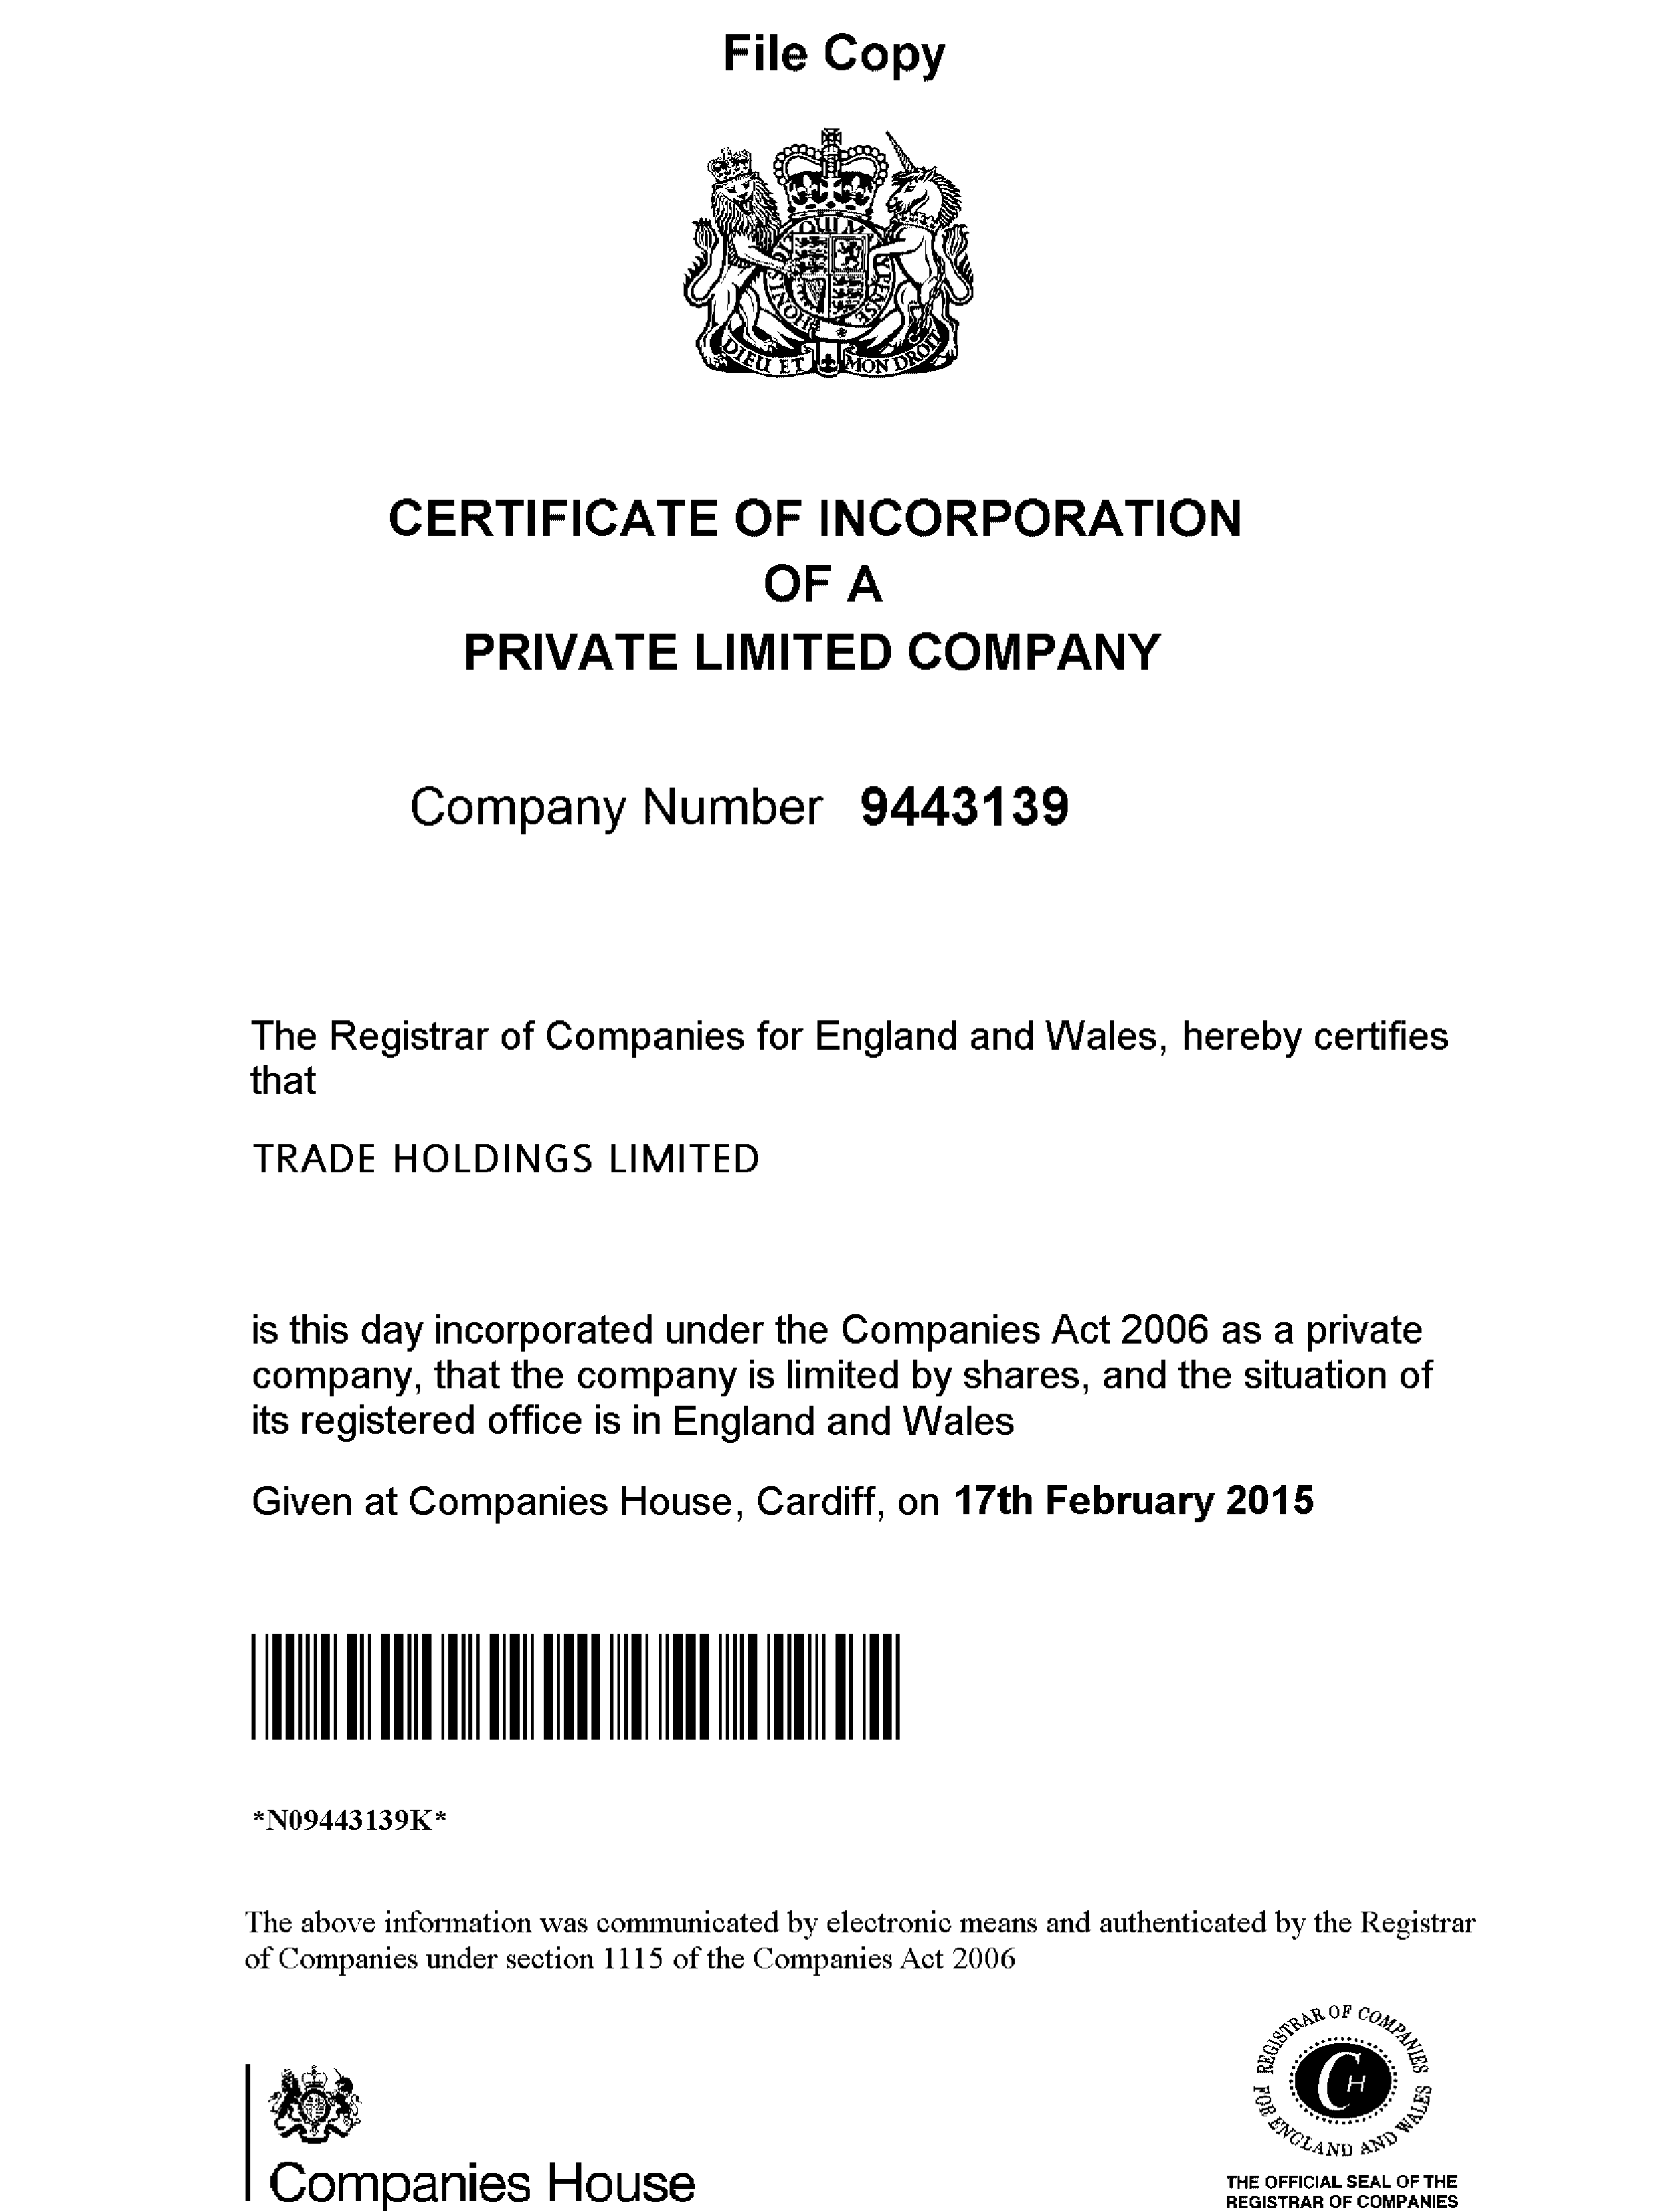 File Copy
HONI S
QUI
Y PENSE
DIEU ET MON DROIT
CERTIFICATE OF INCORPORATION
OF A
PRIVATE LIMITED COMPANY
Company Number 9443139
The Registrar of Companies for England and Wales, hereby certifies
that
TRADE HOLDINGS LIMITED
is this day incorporated under the Companies Act 2006 as a private
company, that the company is limited by shares, and the situation of
its registered office is in England and Wales
Given at Companies House, Cardiff, on 17th February 2015
*N09443139K*
The above information was communicated by electronic means and authenticated by the Registrar
of Companies under section 1115 of the Companies Act 2006
Companies House
REGISTRAR OF COMPANIES
FOR ENGLAND AND WALES
CH
THE OFFICIAL SEAL OF THE
REGISTRAR OF COMPANIES